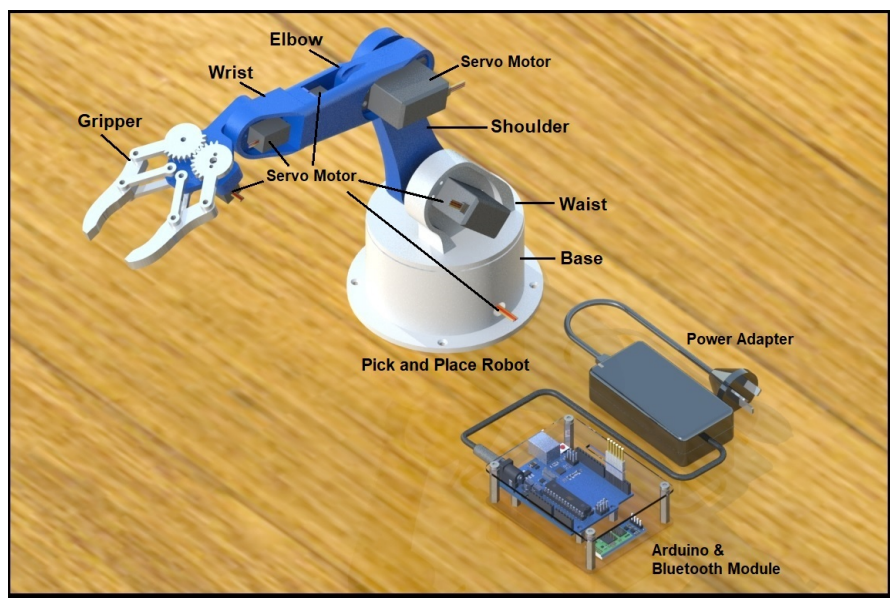 Elbow
Servo Motor
Wrist
Gripper
Shoulder
Servo Motor
Waist
Base
Power Adapter
Pick and Place Robot
Arduino &
Bluetooth Module